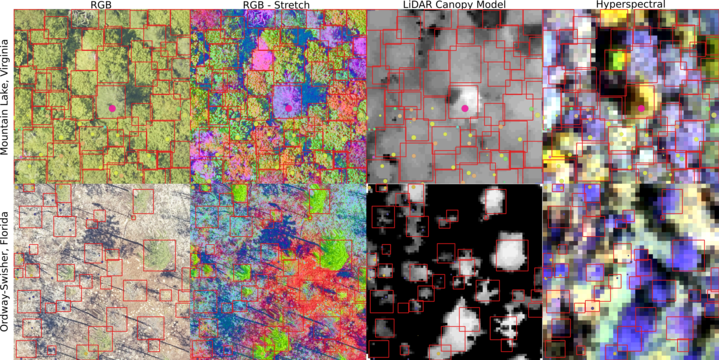 RGB
RGB - Stretch
LiDAR Canopy Model
Hyperspectral
Mountain Lake, Virginia
Ordway-Swisher, Florida